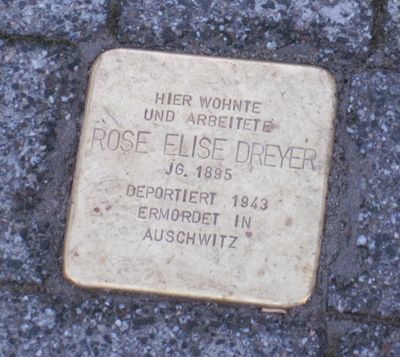 HIER WOHNTE
UND ARBEITETE
ROSE ELISE DREYER
JG. 1895
DEPORTIERT 1943
ERMORDET IN
AUSCHWITZ